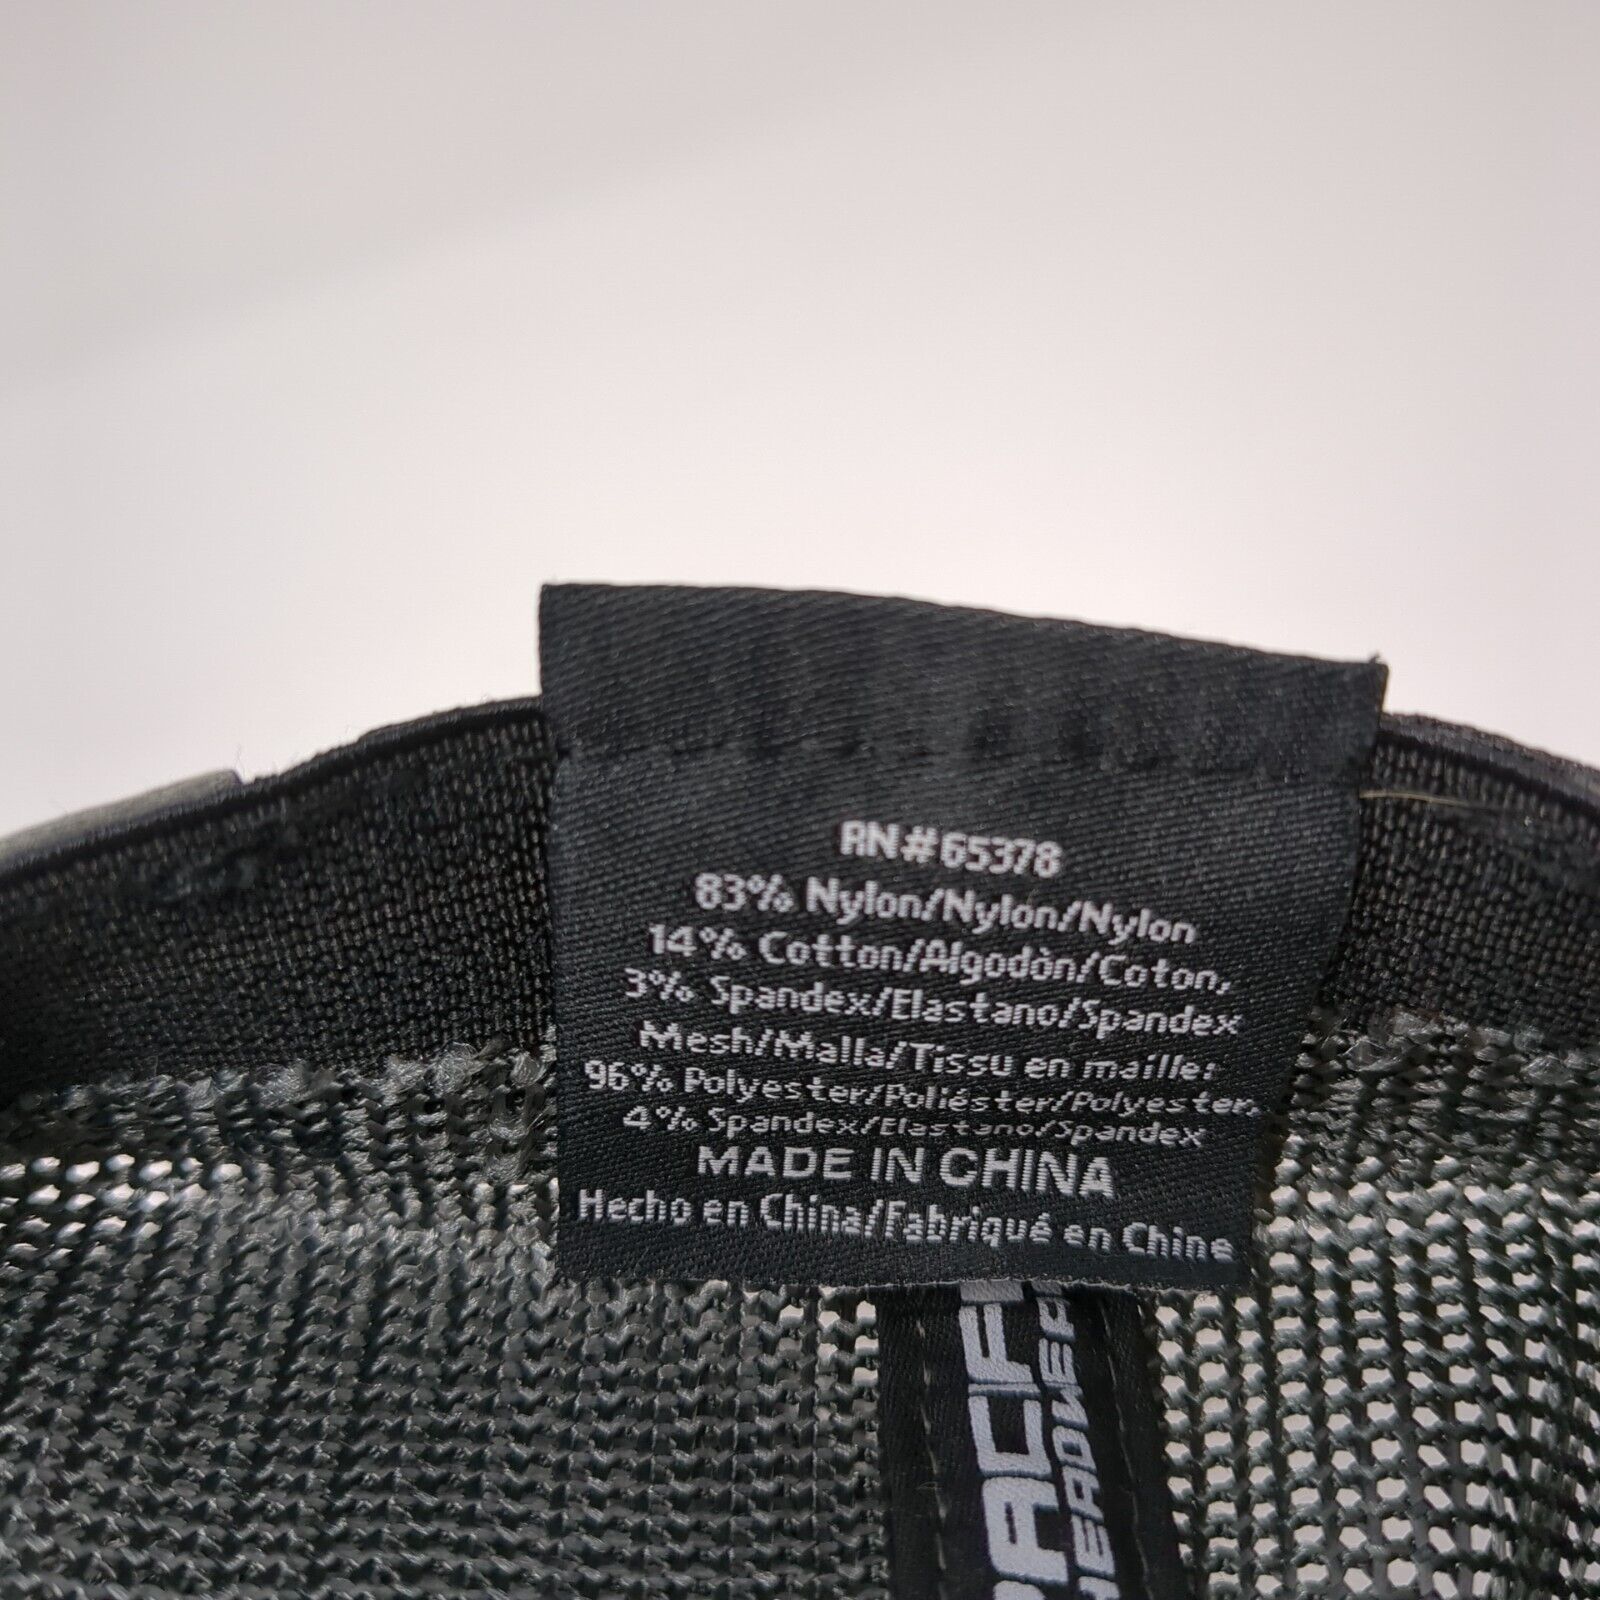 RN#65378
83% Nylon/Nylon/Nylon
14% Cotton/Algodòn/Coton,
3% Spandex/Elastano/Spandex
Mesh/Malla/Tissu en maille:
96% Polyester/Poliéster/Polyester,
4% Spandex/Elastano/Spandex
MADE IN CHINA
Hecho en China/Fabriqué en Chine